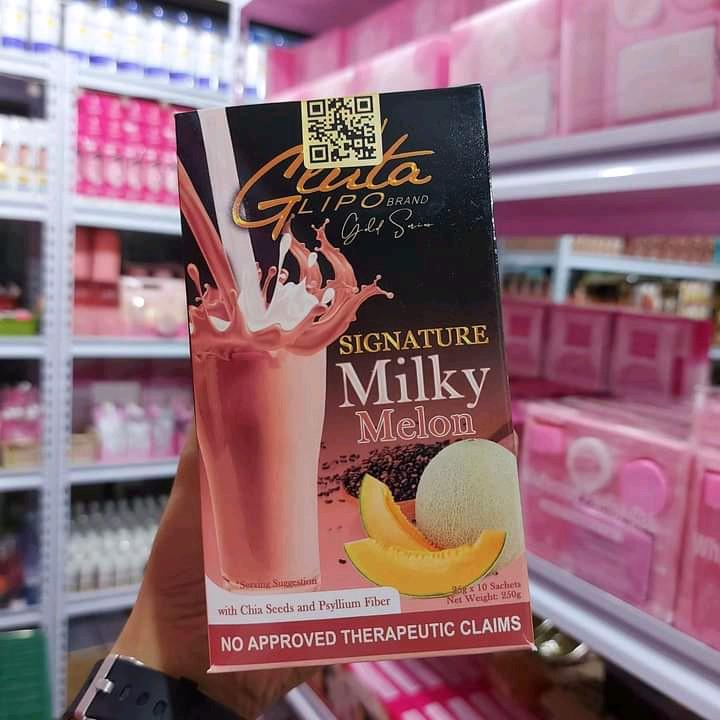 Gluta
LIPO BRAND
Gold Series
SIGNATURE
Milky
Melon
*Serving Suggestion
25g x 10 Sachets
Net Weight: 250g
with Chia Seeds and Psyllium Fiber
NO APPROVED THERAPEUTIC CLAIMS